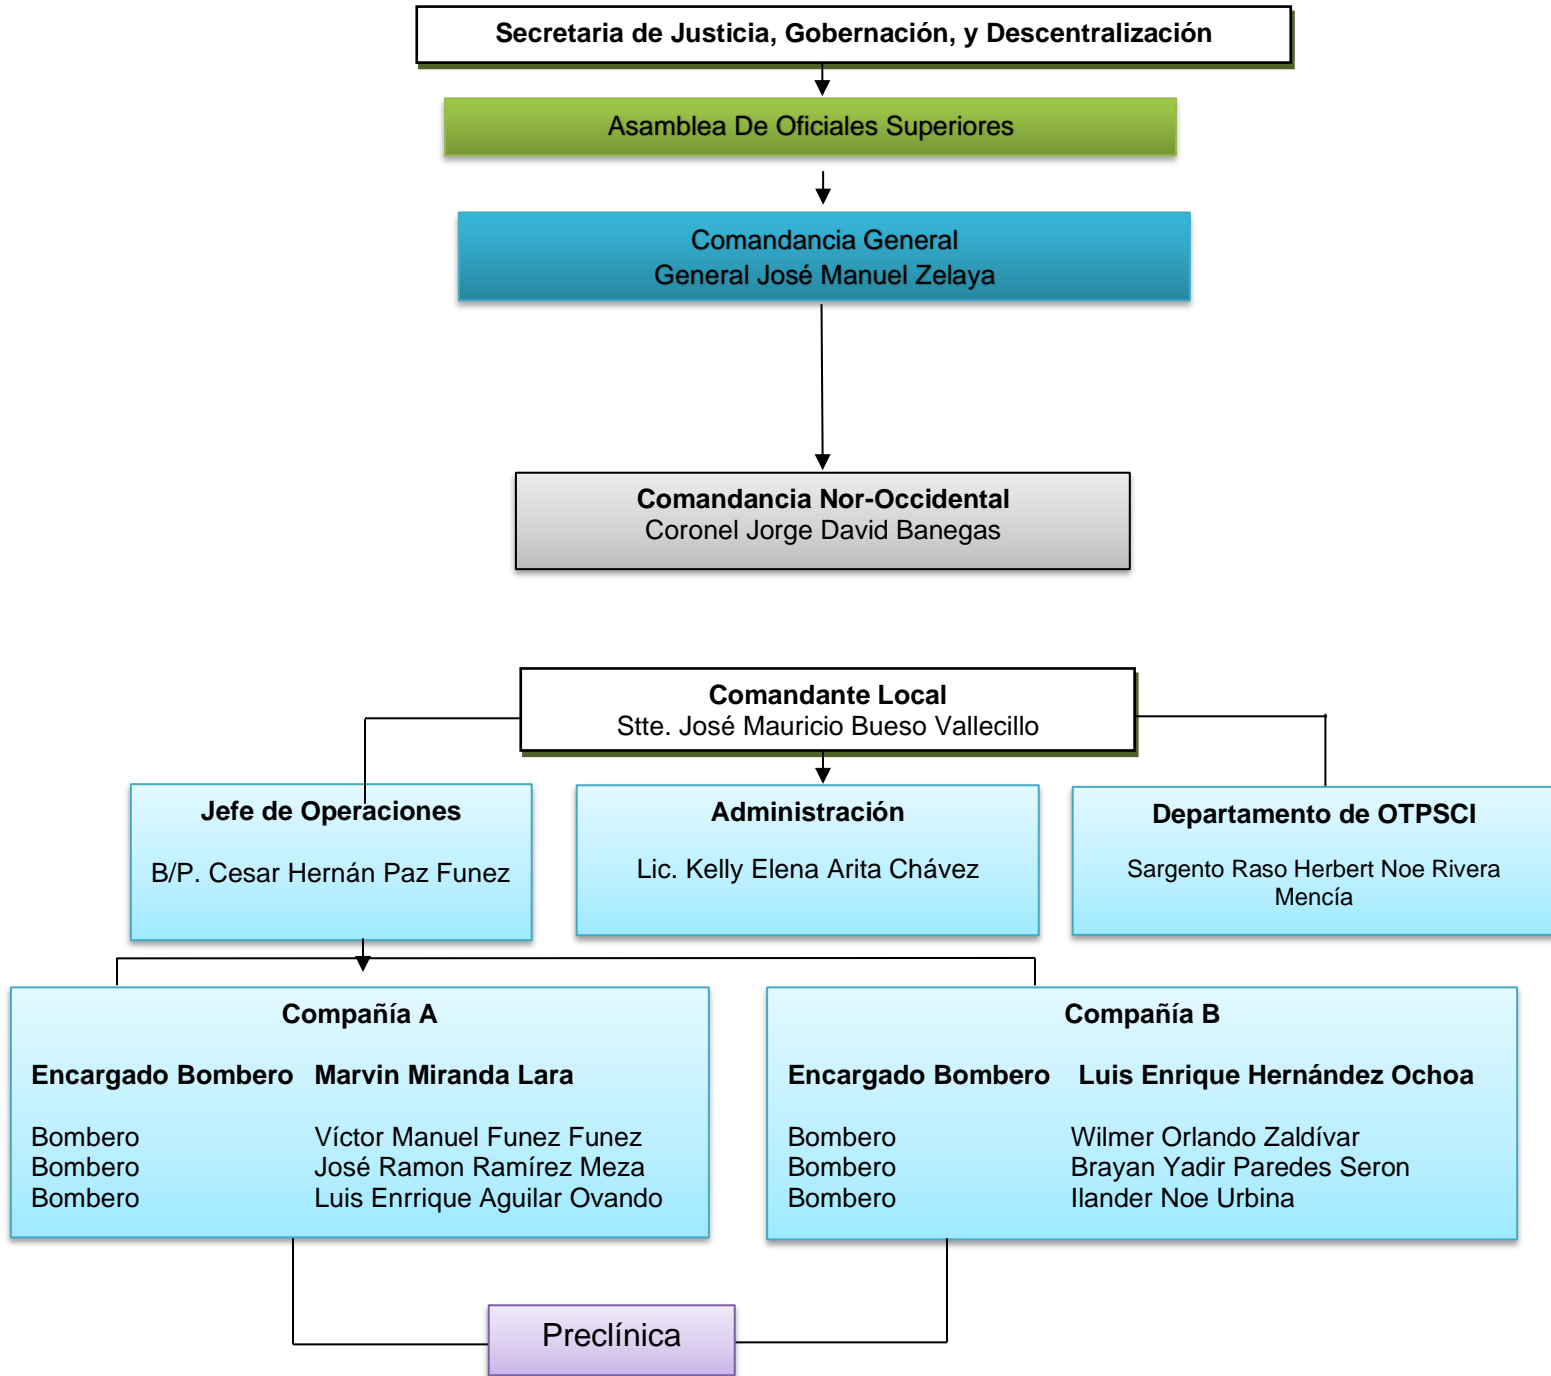 Secretaria de Justicia, Gobernación, y Descentralización
Asamblea De Oficiales Superiores
Comandancia General
General José Manuel Zelaya
Comandancia Nor-Occidental
Coronel Jorge David Banegas
Comandante Local
Stte. José Mauricio Bueso Vallecillo
Jefe de Operaciones
B/P. Cesar Hernán Paz Funez
Administración
Lic. Kelly Elena Arita Chávez
Departamento de OTPSCI
Sargento Raso Herbert Noe Rivera
Mencía
Compañía A
Encargado Bombero Marvin Miranda Lara
Bombero Víctor Manuel Funez Funez
Bombero José Ramon Ramírez Meza
Bombero Luis Enrrique Aguilar Ovando
Compañía B
Encargado Bombero Luis Enrique Hernández Ochoa
Bombero Wilmer Orlando Zaldívar
Bombero Brayan Yadir Paredes Seron
Bombero Ilander Noe Urbina
Preclínica